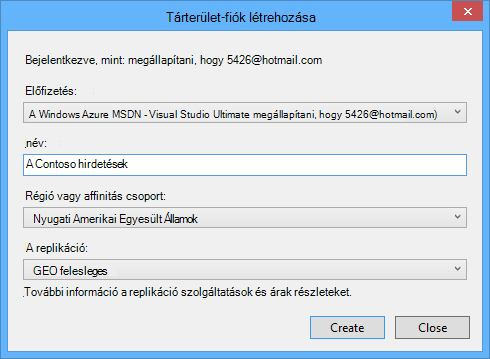 Tárterület-fiók létrehozása
Bejelentkezve, mint: megállapítani, hogy 5426@hotmail.com
Előfizetés:
A Windows Azure MSDN - Visual Studio Ultimate megállapítani, hogy 5426@hotmail.com)
név:
A Contoso hirdetések
Régió vagy affinitás csoport:
Nyugati Amerikai Egyesült Államok
A replikáció:
GEO felesleges
További információ a replikáció szolgáltatások és árak részleteket.
Create
Close